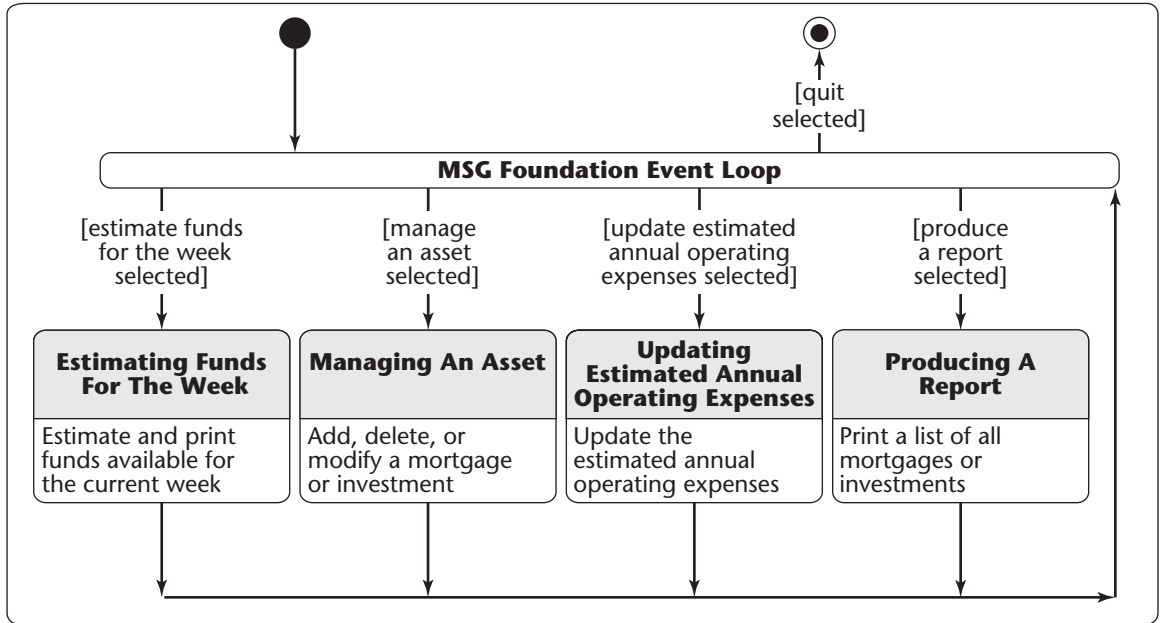 [quit
selected]
MSG Foundation Event Loop
[estimate funds
for the week
selected]
[manage
an asset
selected]
[update estimated
annual operating
expenses selected]
[produce
a report
selected]
Estimating Funds
For The Week
Estimate and print
funds available for
the current week
Managing An Asset
Add, delete, or
modify a mortgage
or investment
Updating
Estimated Annual
Operating Expenses
Update the
estimated annual
operating expenses
Producing A
Report
Print a list of all
mortgages or
investments